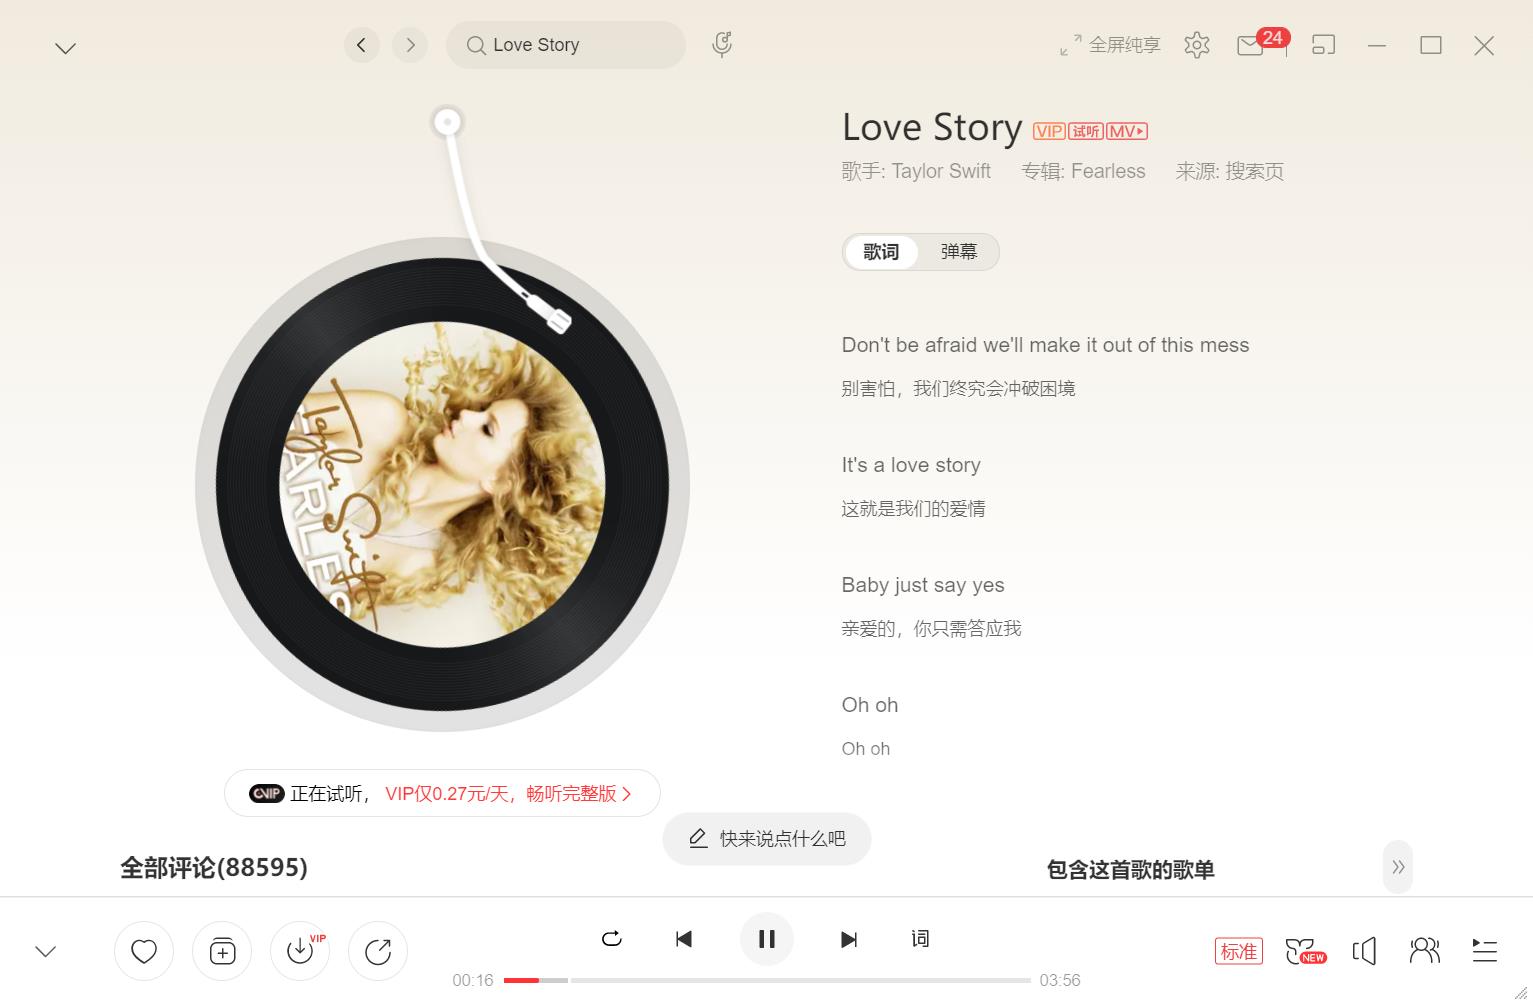 Love Story
全屏纯享
24
Love Story VIP 试听 MV
歌手: Taylor Swift 专辑: Fearless 来源: 搜索页
歌词 弹幕
Don't be afraid we'll make it out of this mess
别害怕，我们终究会冲破困境
It's a love story
这就是我们的爱情
Baby just say yes
亲爱的，你只需答应我
Oh oh
Oh oh
Taylor Swift
VIP 正在试听， VIP仅0.27元/天，畅听完整版
快来说点什么吧
全部评论(88595)
包含这首歌的歌单
VIP
词
标准
NEW
00:16
03:56